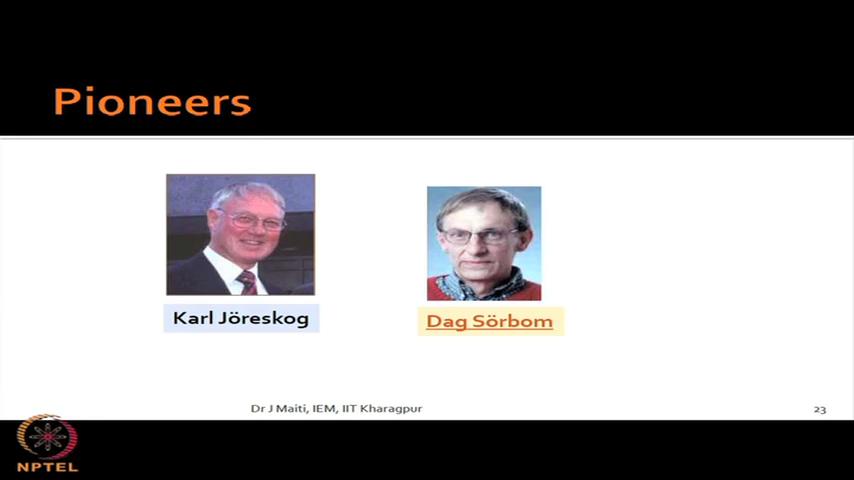 Pioneers
Karl Jöreskog
Dag Sörbom
Dr J Maiti, IEM, IIT Kharagpur
23
NPTEL